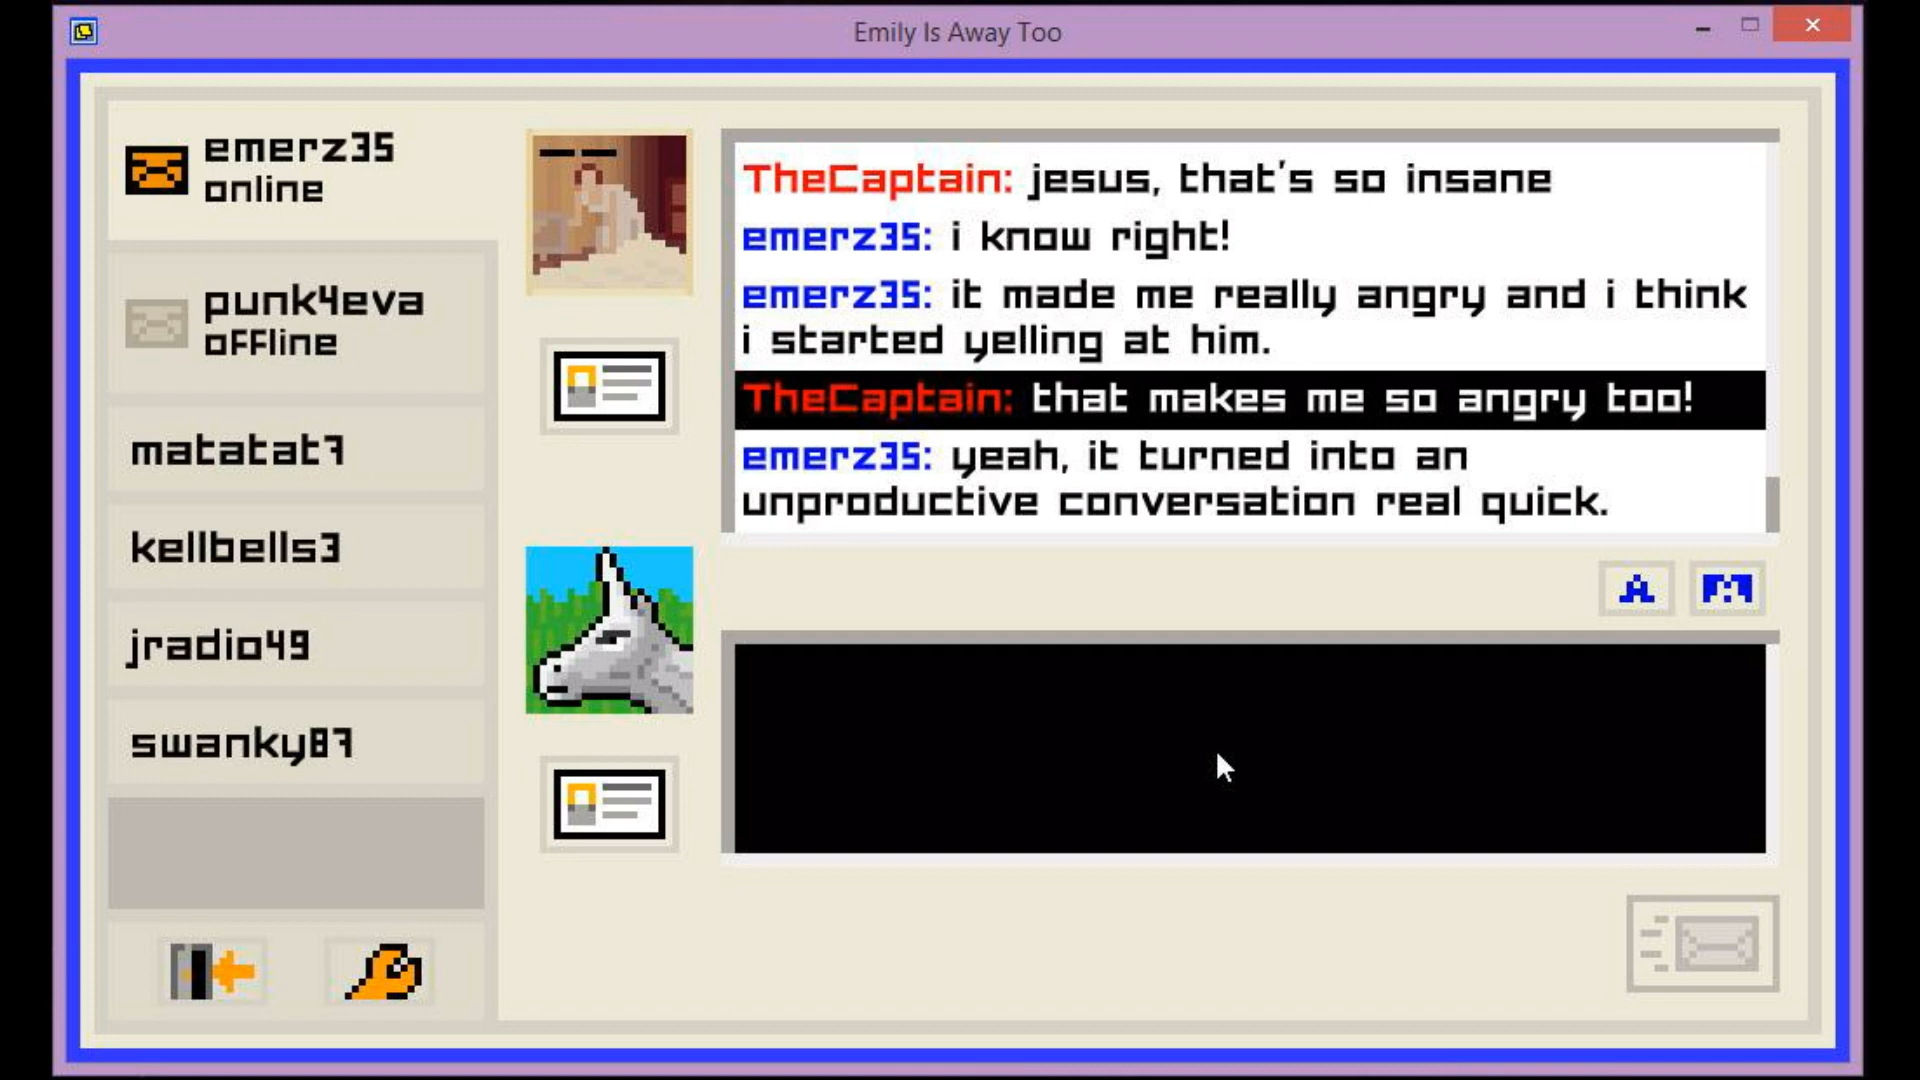 Emily Is Away Too
emerz35
online
punk4eva
offline
matatat7
kellbells3
jradio49
swanky87
TheCaptain: jesus, that's so insane
emerz35: i know right!
emerz35: it made me really angry and i think
i started yelling at him.
TheCaptain: that makes me so angry too!
emerz35: yeah, it turned into an
unproductive conversation real quick.
A